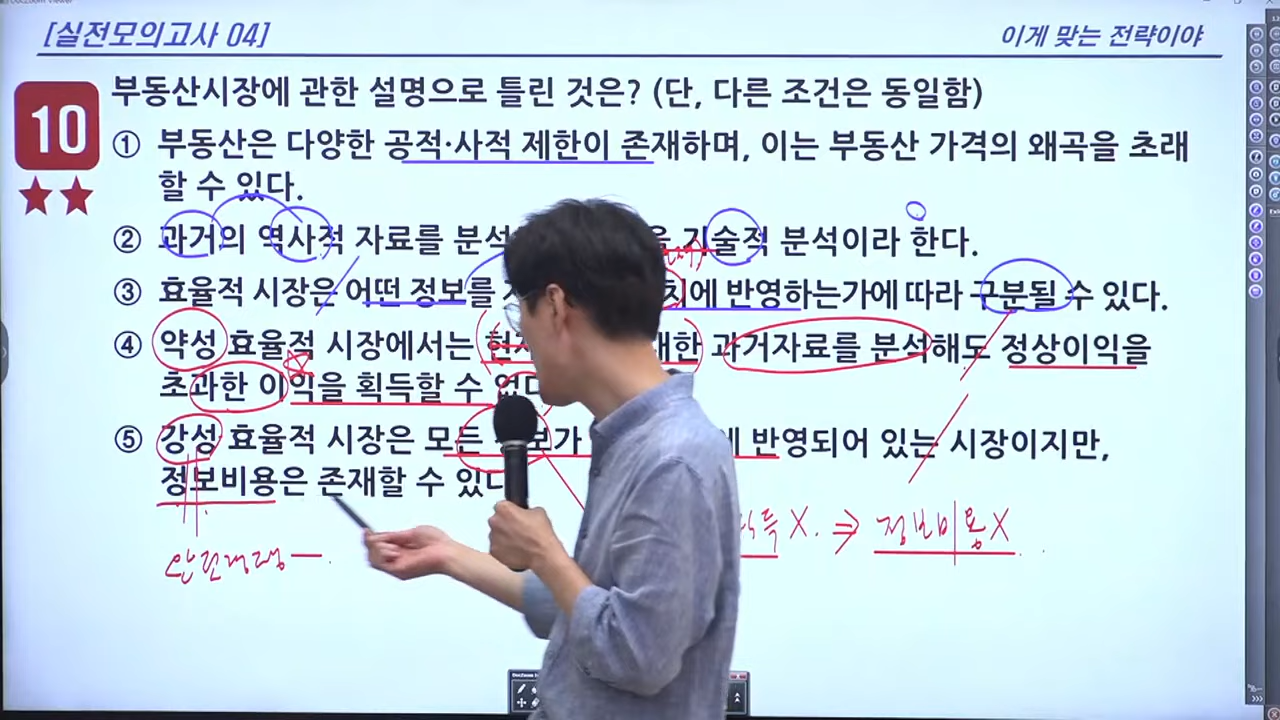 [실전모의고사 04]
이게 맞는 전략이야
10
부동산시장에 관한 설명으로 틀린 것은? (단, 다른 조건은 동일함)
① 부동산은 다양한 공적·사적 제한이 존재하며, 이는 부동산 가격의 왜곡을 초래
할 수 있다.
② 과거의 역사적 자료를 분석 기술적 분석이라 한다.
③ 효율적 시장은 어떤 정보를 반영하는가에 따라 구분될 수 있다.
④ 약성 효율적 시장에서는 과거자료를 분석해도 정상이익을
초과한 이익을 획득할 수 없다
⑤ 강성 효율적 시장은 모든 반영되어 있는 시장이지만,
정보비용은 존재할 수 있다
X. ⇒ 정보비용X